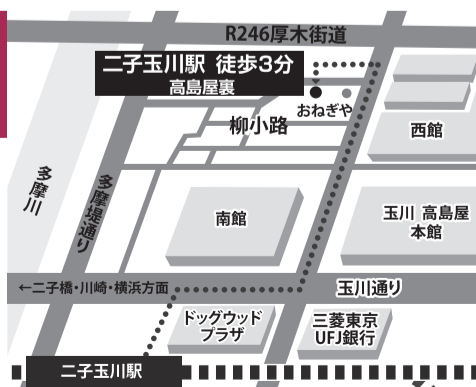 R246厚木街道
二子玉川駅 徒歩3分
高島屋裏
おねぎや
柳小路
西館
多摩川
多摩堤通り
南館
玉川 高島屋
本館
←二子橋・川崎・横浜方面
玉川通り
ドッグウッド
プラザ
三菱東京
UFJ銀行
二子玉川駅